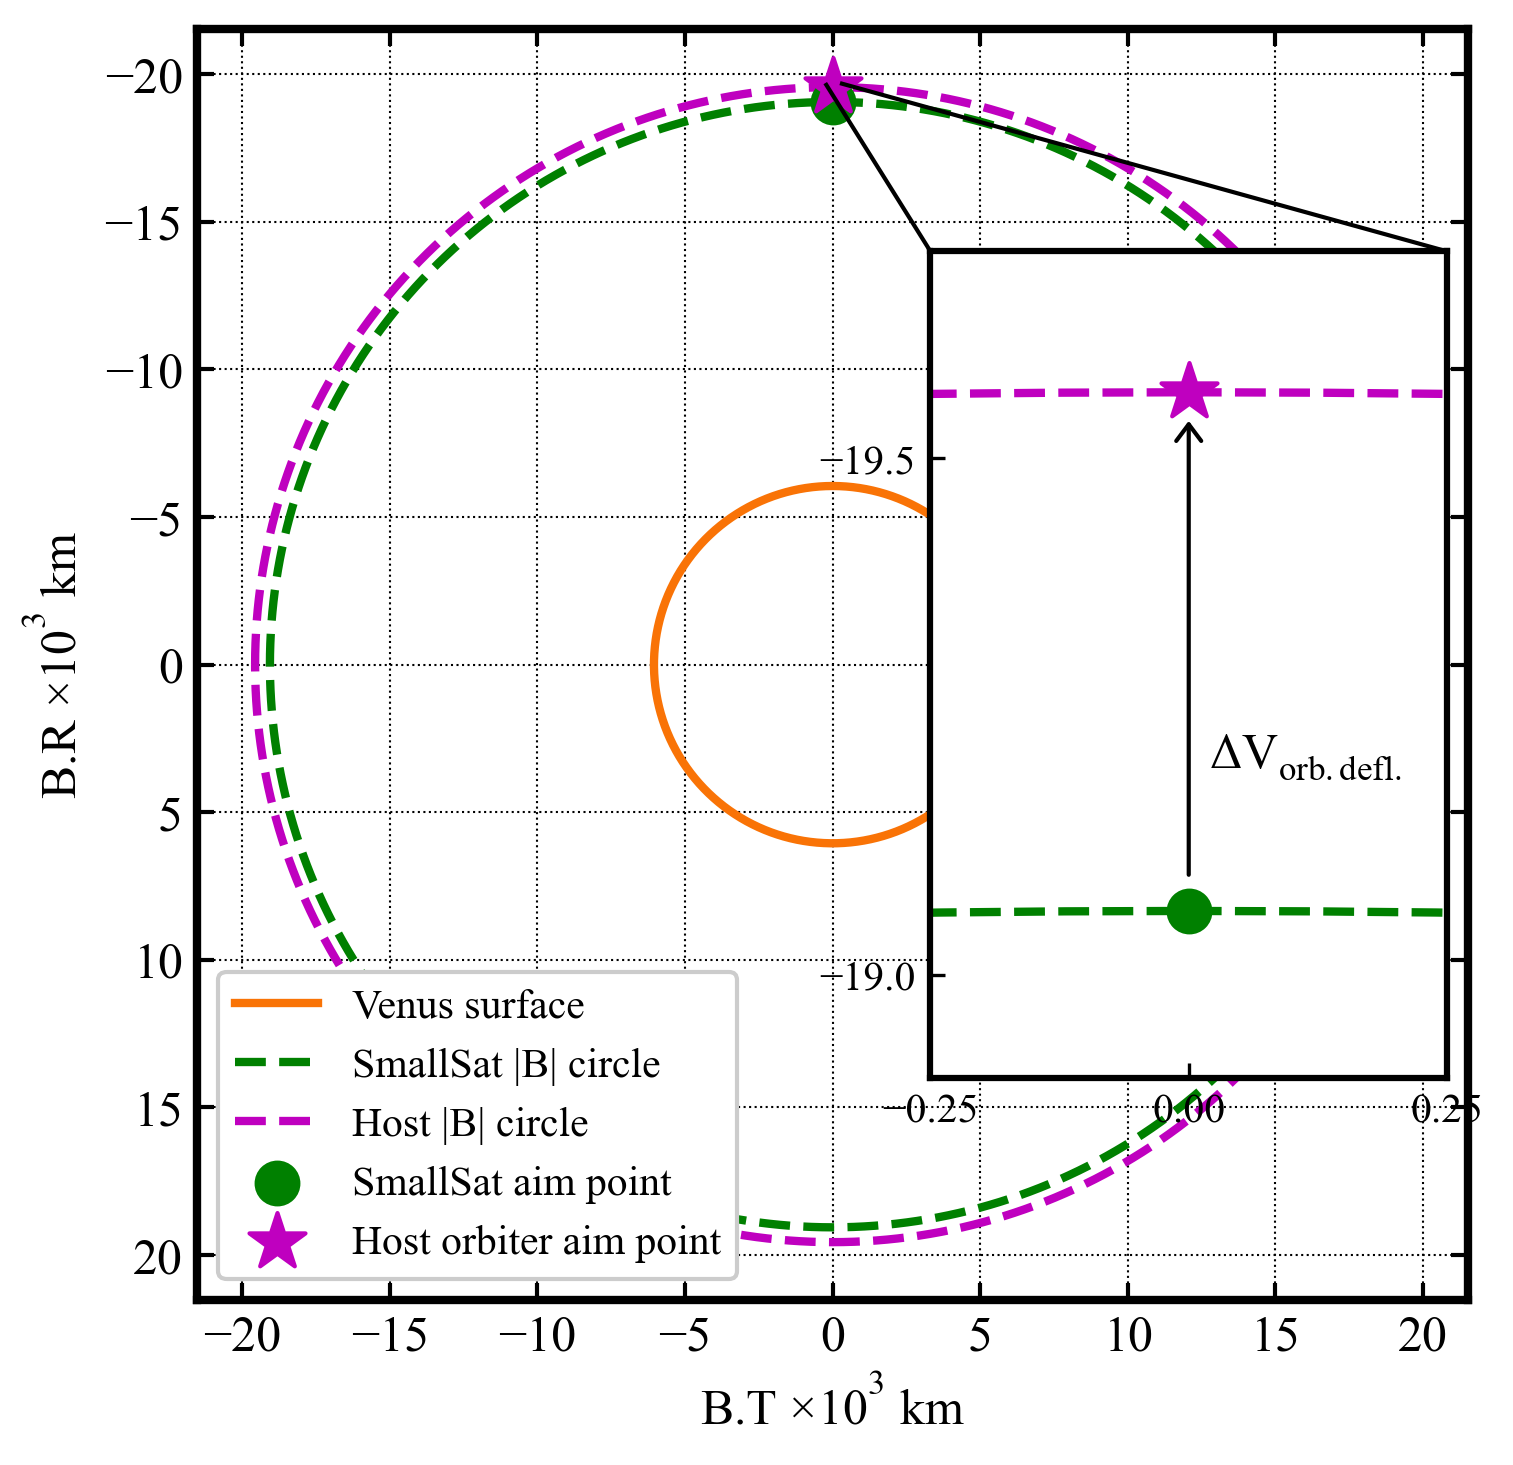 −20
−15
−10
−5
0
5
10
15
20
B.R ×10³ km
−19.5
−19.0
ΔV_orb. defl.
−0.25 0.00 0.25
Venus surface
SmallSat |B| circle
Host |B| circle
SmallSat aim point
Host orbiter aim point
−20 −15 −10 −5 0 5 10 15 20
B.T ×10³ km